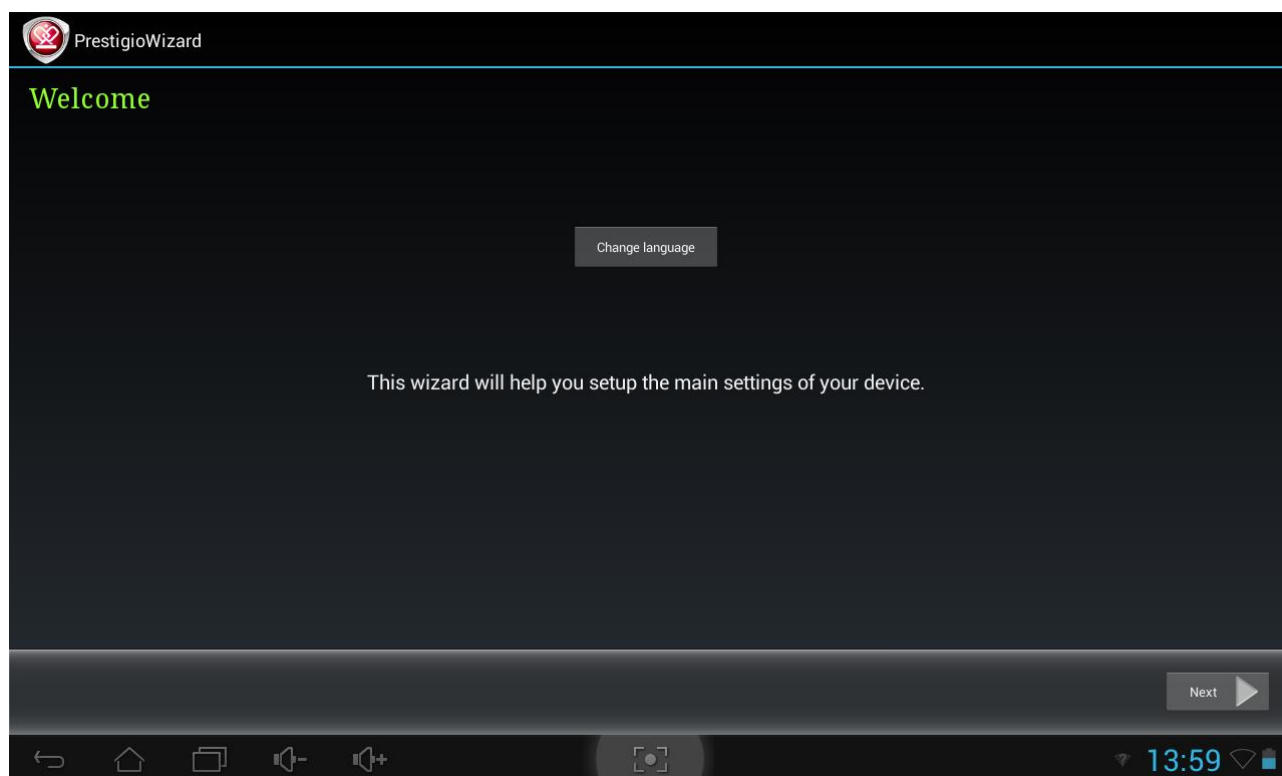 PrestigioWizard
Welcome
Change language
This wizard will help you setup the main settings of your device.
Next
13:59